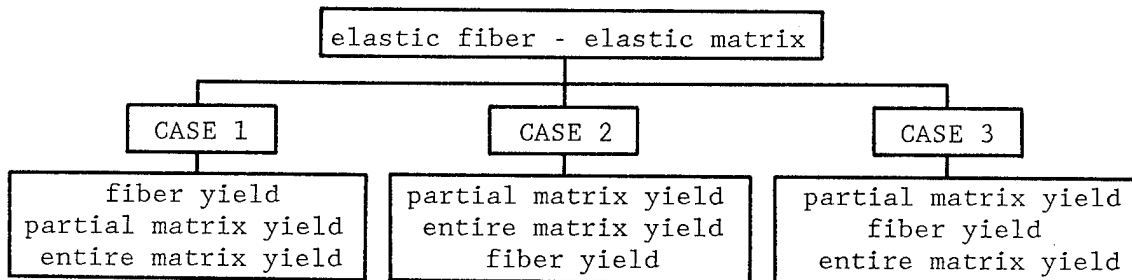 elastic fiber - elastic matrix
CASE 1
CASE 2
CASE 3
fiber yield
partial matrix yield
entire matrix yield
partial matrix yield
entire matrix yield
fiber yield
partial matrix yield
fiber yield
entire matrix yield